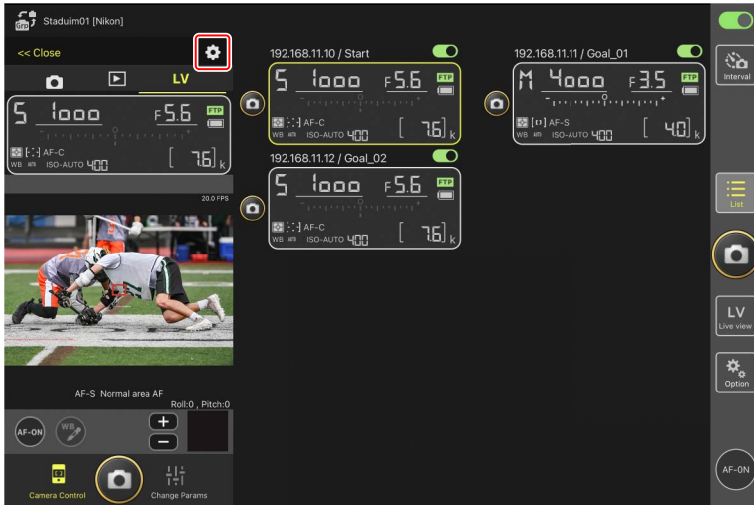 Staduim01 [Nikon]
<< Close
LV
S 1000 F5.6 FTP
AF-C
WB AUTO ISO-AUTO 400 [ 7.6] k
20.0 FPS
AF-S Normal area AF
Roll:0 , Pitch:0
AF-ON
WB
+
−
Camera Control
Change Params
192.168.11.10 / Start
S 1000 F5.6 FTP
AF-C
WB AUTO ISO-AUTO 400 [ 7.6] k
192.168.11.11 / Goal_01
M 4000 F3.5 FTP
AF-S
WB AUTO ISO-AUTO 400 [ 4.0] k
192.168.11.12 / Goal_02
S 1000 F5.6 FTP
AF-C
WB AUTO ISO-AUTO 400 [ 7.6] k
Interval
List
LV
Live view
Option
AF-ON